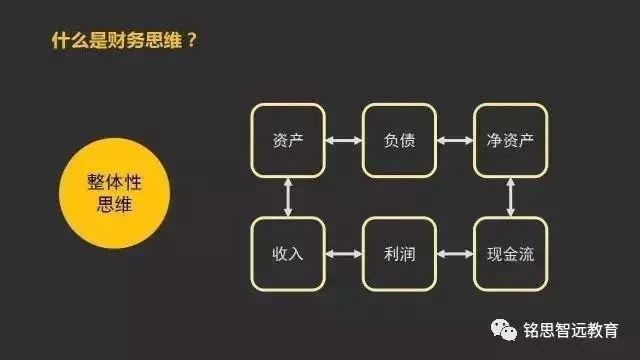 什么是财务思维？
整体性
思维
资产
负债
净资产
收入
利润
现金流
铭思智远教育